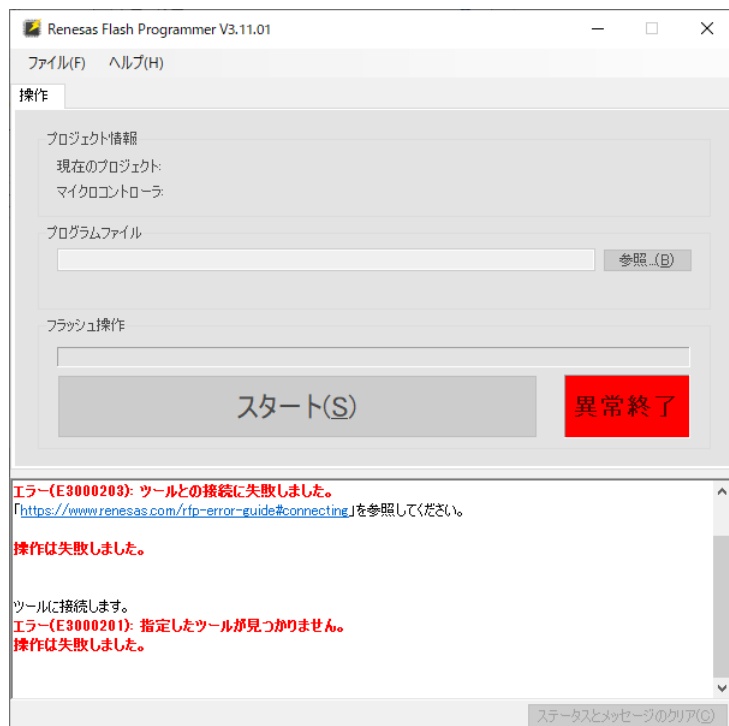 Renesas Flash Programmer V3.11.01
ファイル(F) ヘルプ(H)
操作
プロジェクト情報
現在のプロジェクト:
マイクロコントローラ:
プログラムファイル
参照...(B)
フラッシュ操作
スタート(S)
異常終了
エラー(E3000203): ツールとの接続に失敗しました。
「https://www.renesas.com/rfp-error-guide#connecting」を参照してください。
操作は失敗しました。
ツールに接続します。
エラー(E3000201): 指定したツールが見つかりません。
操作は失敗しました。
ステータスとメッセージのクリア(C)